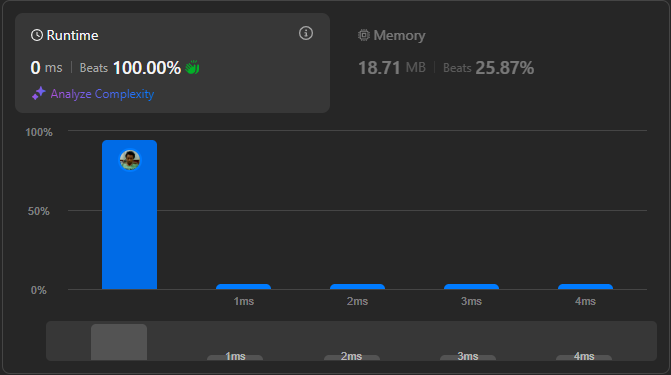 Runtime
0 ms | Beats 100.00%
Analyze Complexity
Memory
18.71 MB | Beats 25.87%
100%
50%
0%
1ms 2ms 3ms 4ms
1ms 2ms 3ms 4ms